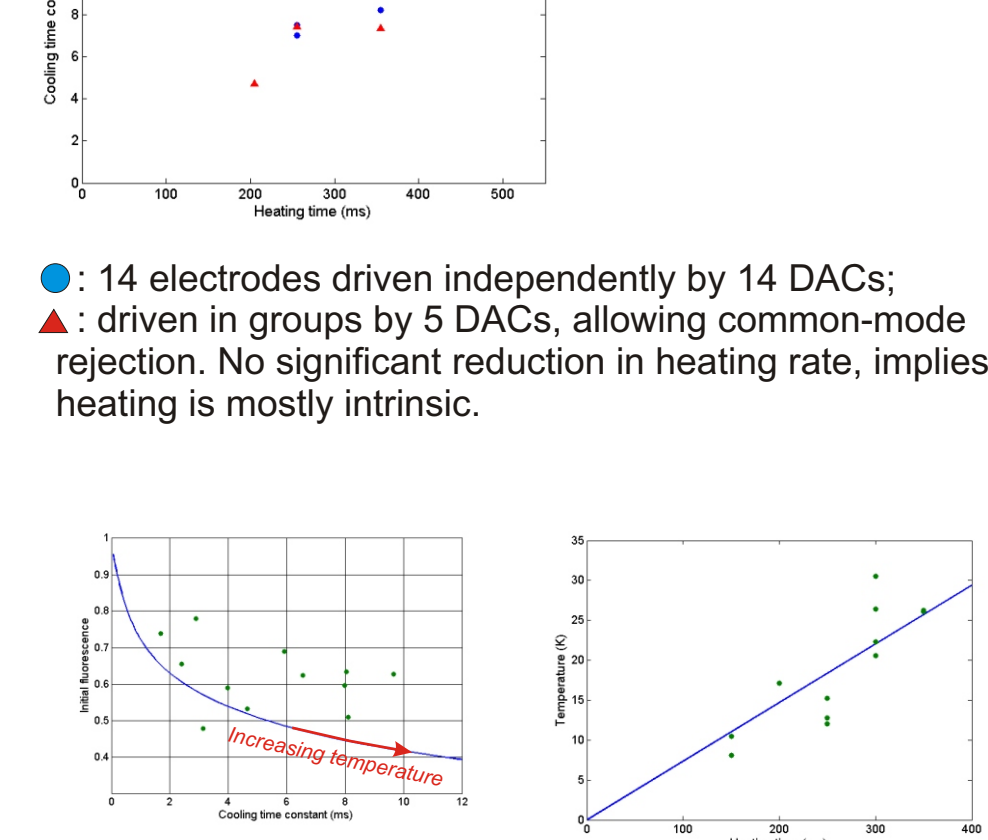 Cooling time co
8
6
4
2
0
0 100 200 300 400 500
Heating time (ms)
: 14 electrodes driven independently by 14 DACs;
: driven in groups by 5 DACs, allowing common-mode
rejection. No significant reduction in heating rate, implies
heating is mostly intrinsic.
Initial fluorescence
1
0.9
0.8
0.7
0.6
0.5
0.4
Increasing temperature
0 2 4 6 8 10 12
Cooling time constant (ms)
Temperature (K)
35
30
25
20
15
10
5
0
0 100 200 300 400